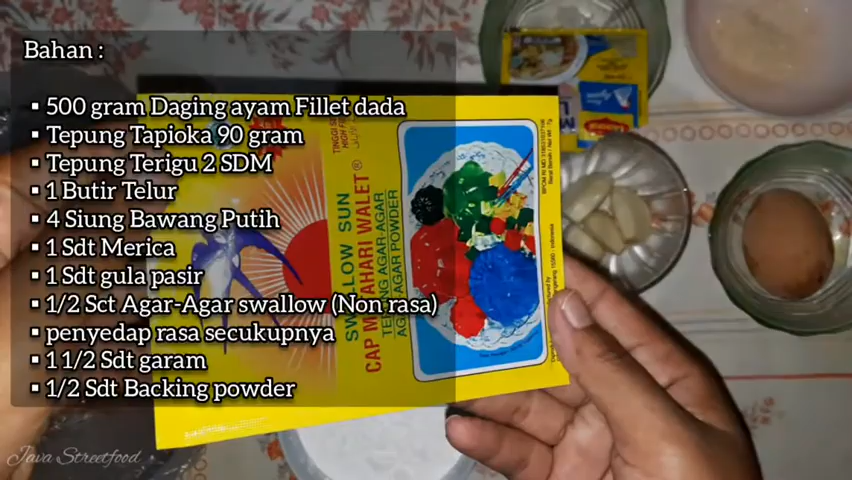 Bahan :
▪ 500 gram Daging ayam Fillet dada
▪ Tepung Tapioka 90 gram
▪ Tepung Terigu 2 SDM
▪ 1 Butir Telur
▪ 4 Siung Bawang Putih
▪ 1 Sdt Merica
▪ 1 Sdt gula pasir
▪ 1/2 Sct Agar-Agar swallow (Non rasa)
▪ penyedap rasa secukupnya
▪ 1 1/2 Sdt garam
▪ 1/2 Sdt Backing powder
SWALLOW SUN
CAP MATAHARI WALET®
TEPUNG AGAR-AGAR
AGAR-AGAR POWDER
Java Streetfood